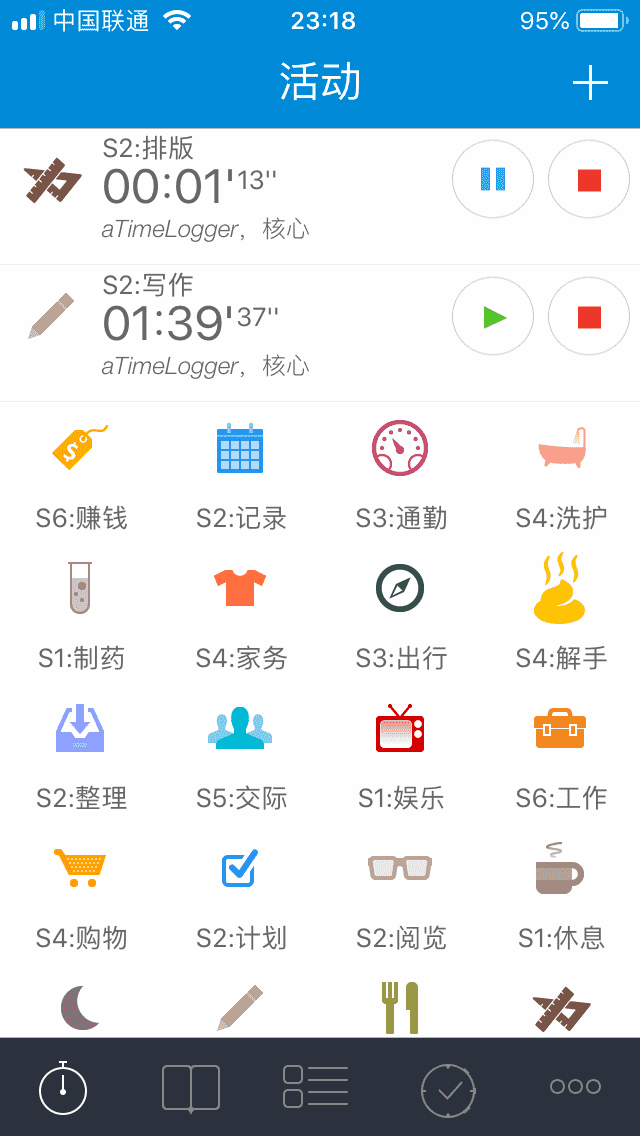 中国联通 23:18 95%
活动
S2:排版
00:01'13''
aTimeLogger，核心
S2:写作
01:39'37''
aTimeLogger，核心
S6:赚钱 S2:记录 S3:通勤 S4:洗护
S1:制药 S4:家务 S3:出行 S4:解手
S2:整理 S5:交际 S1:娱乐 S6:工作
S4:购物 S2:计划 S2:阅览 S1:休息